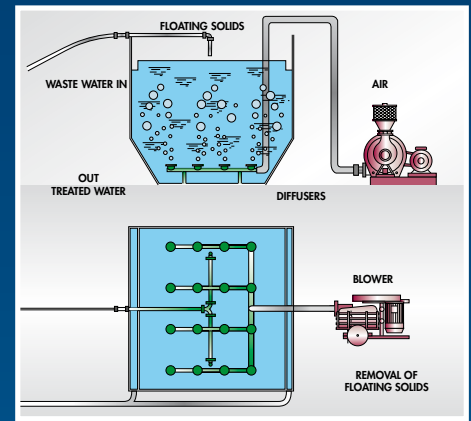 FLOATING SOLIDS
WASTE WATER IN
AIR
OUT
TREATED WATER
DIFFUSERS
BLOWER
REMOVAL OF
FLOATING SOLIDS